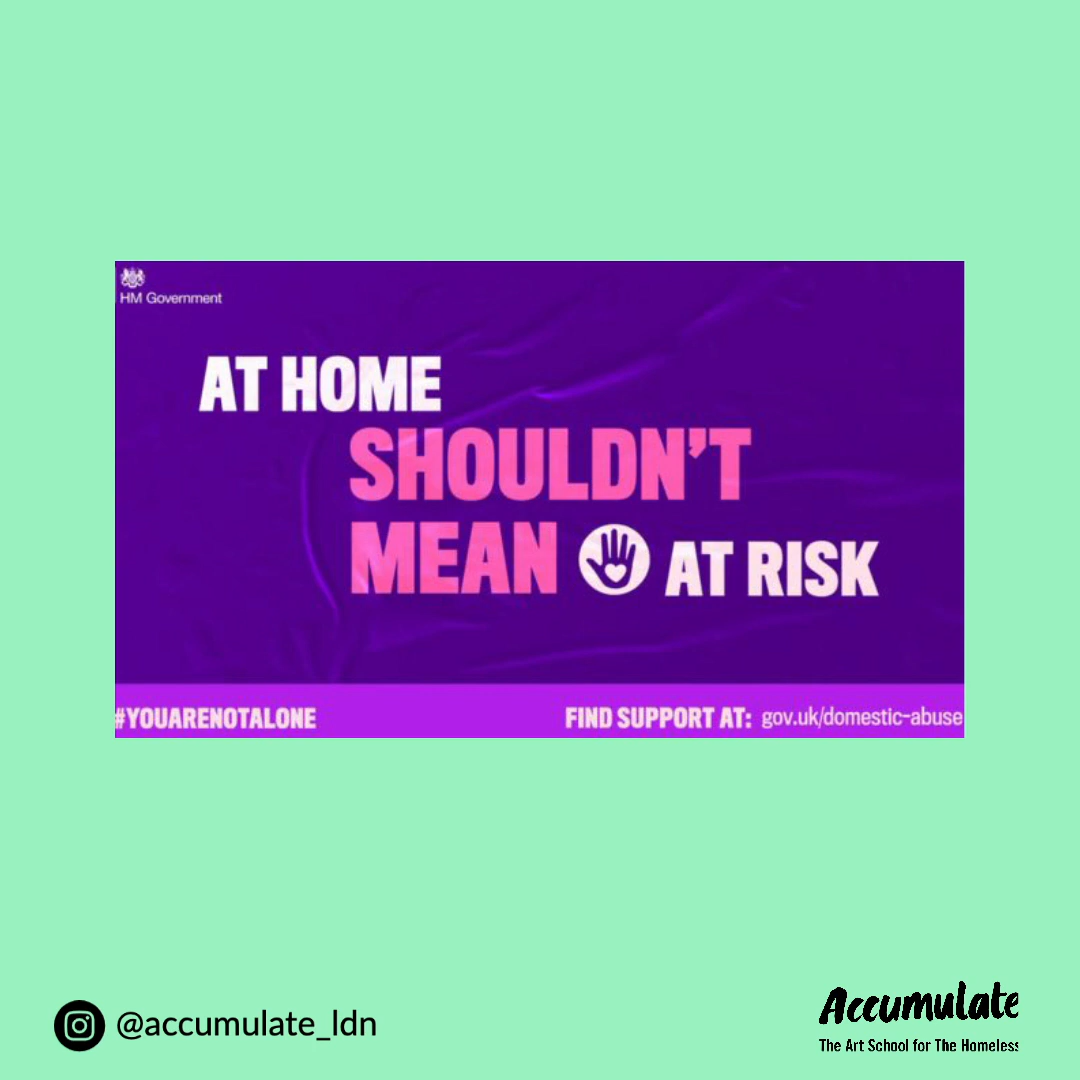 HM Government
AT HOME
SHOULDN'T
MEAN AT RISK
#YOUARENOTALONE
FIND SUPPORT AT: gov.uk/domestic-abuse
@accumulate_ldn
Accumulate
The Art School for The Homeless